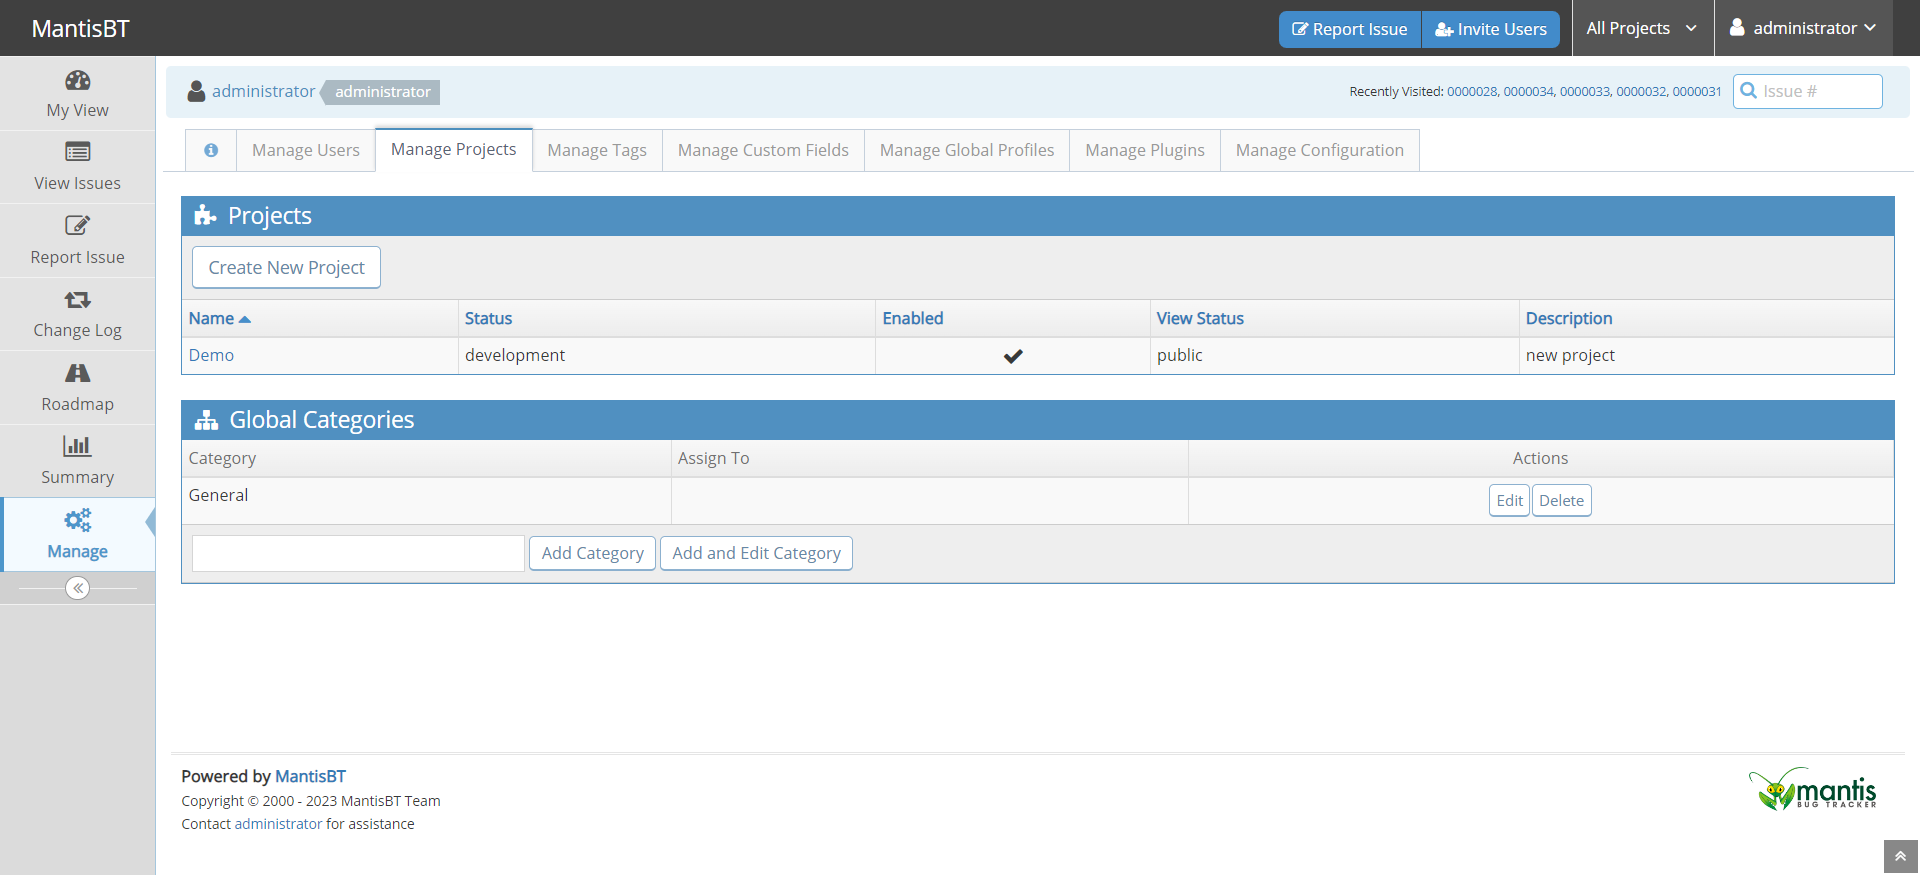 MantisBT
Report Issue
Invite Users
All Projects
administrator
My View
View Issues
Report Issue
Change Log
Roadmap
Summary
Manage
administrator
administrator
Recently Visited: 0000028, 0000034, 0000033, 0000032, 0000031
Issue #
Manage Users
Manage Projects
Manage Tags
Manage Custom Fields
Manage Global Profiles
Manage Plugins
Manage Configuration
Projects
Create New Project
Name Status Enabled View Status Description
Demo development public new project
Global Categories
Category Assign To Actions
General Edit Delete
Add Category Add and Edit Category
Powered by MantisBT
Copyright © 2000 - 2023 MantisBT Team
Contact administrator for assistance
mantis
BUG TRACKER